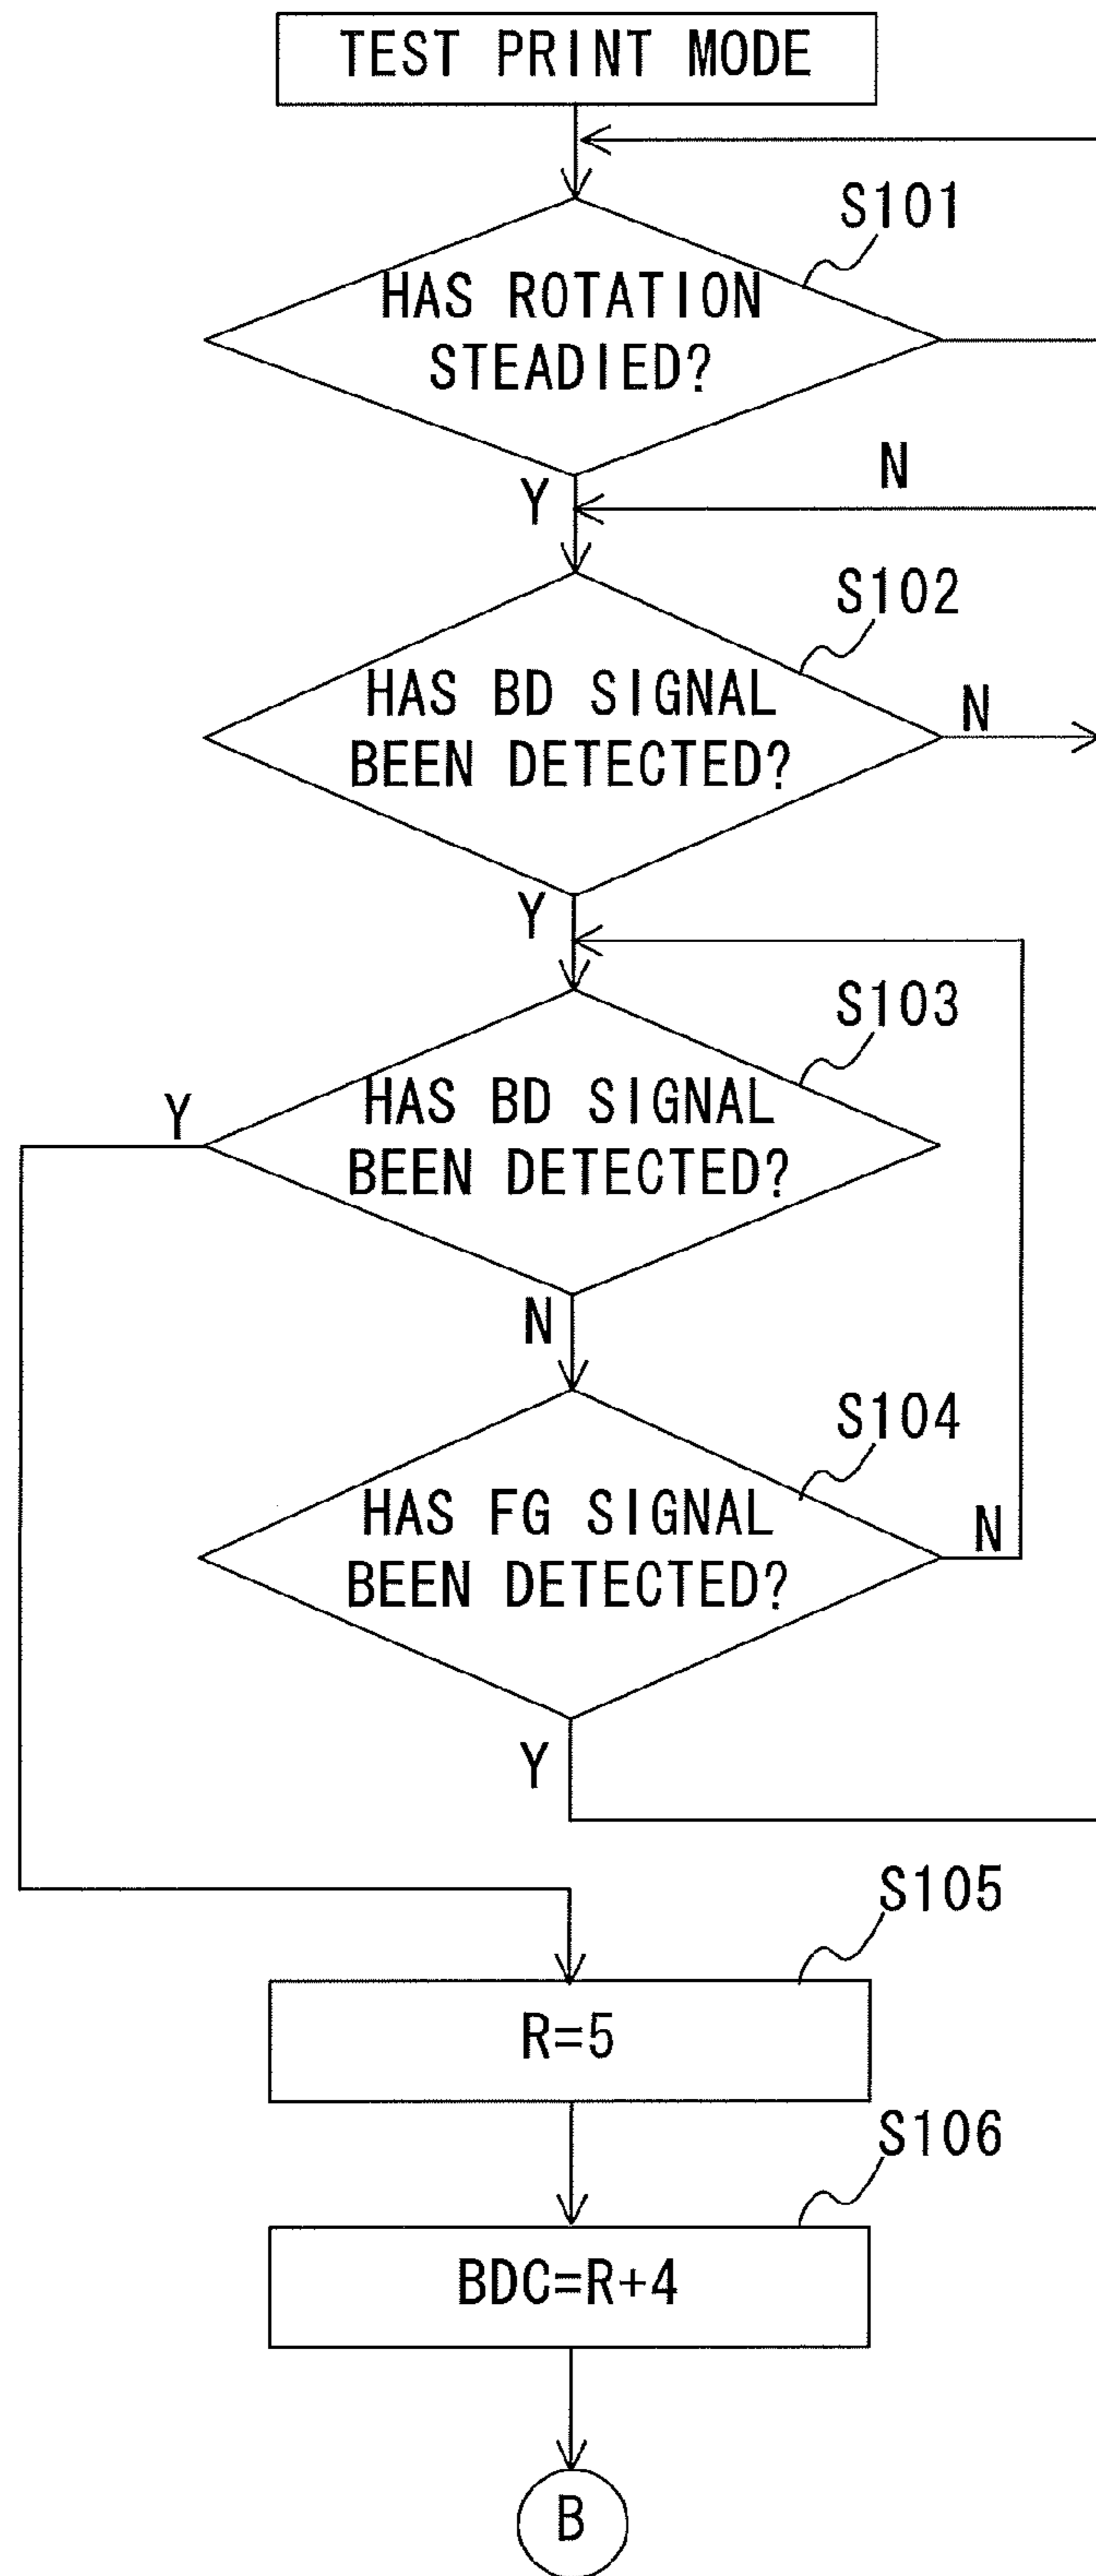 TEST PRINT MODE
S101
HAS ROTATION
STEADIED?
Y
N
S102
HAS BD SIGNAL
BEEN DETECTED?
N
Y
S103
HAS BD SIGNAL
BEEN DETECTED?
Y
N
S104
HAS FG SIGNAL
BEEN DETECTED?
N
Y
S105
R=5
S106
BDC=R+4
B